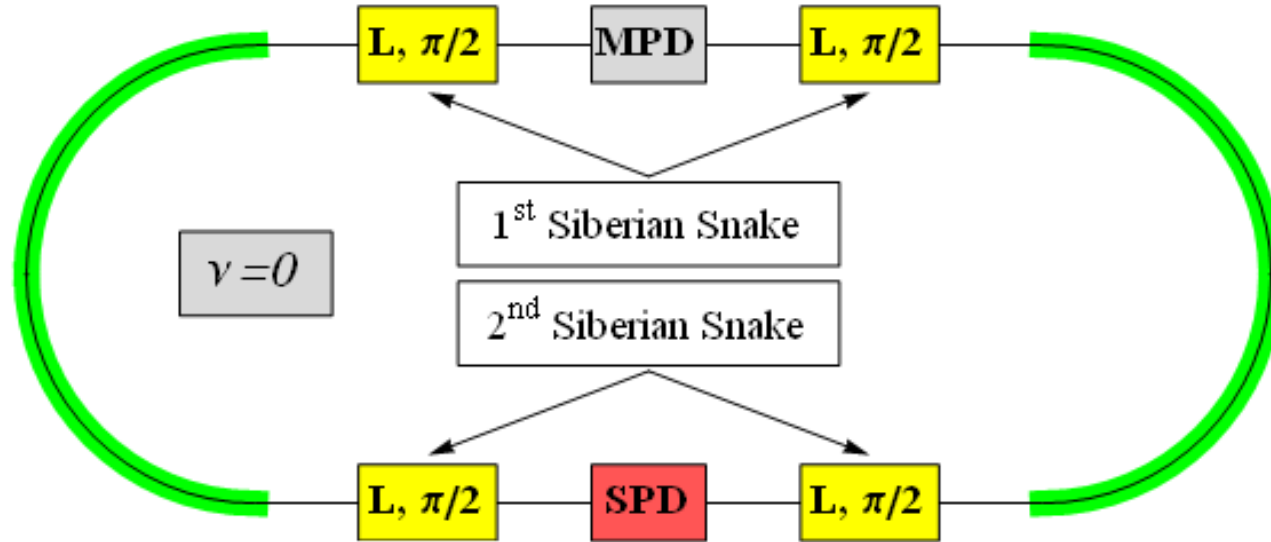 L, π/2 MPD L, π/2
1st Siberian Snake
ν =0
2nd Siberian Snake
L, π/2 SPD L, π/2